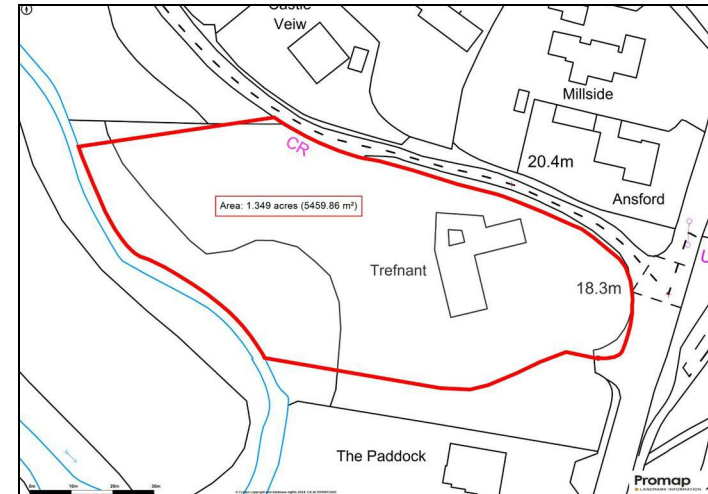 Castle
Veiw
Millside
CR
20.4m
Ansford
Area: 1.349 acres (5459.86 m²)
Trefnant
18.3m
U
The Paddock
0m 10m 20m 30m
Promap
LANDMARK INFORMATION